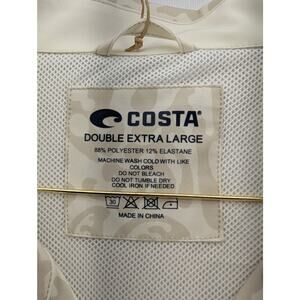 COSTA®
DOUBLE EXTRA LARGE
88% POLYESTER 12% ELASTANE
MACHINE WASH COLD WITH LIKE
COLORS
DO NOT BLEACH
DO NOT TUMBLE DRY
COOL IRON IF NEEDED
30
MADE IN CHINA